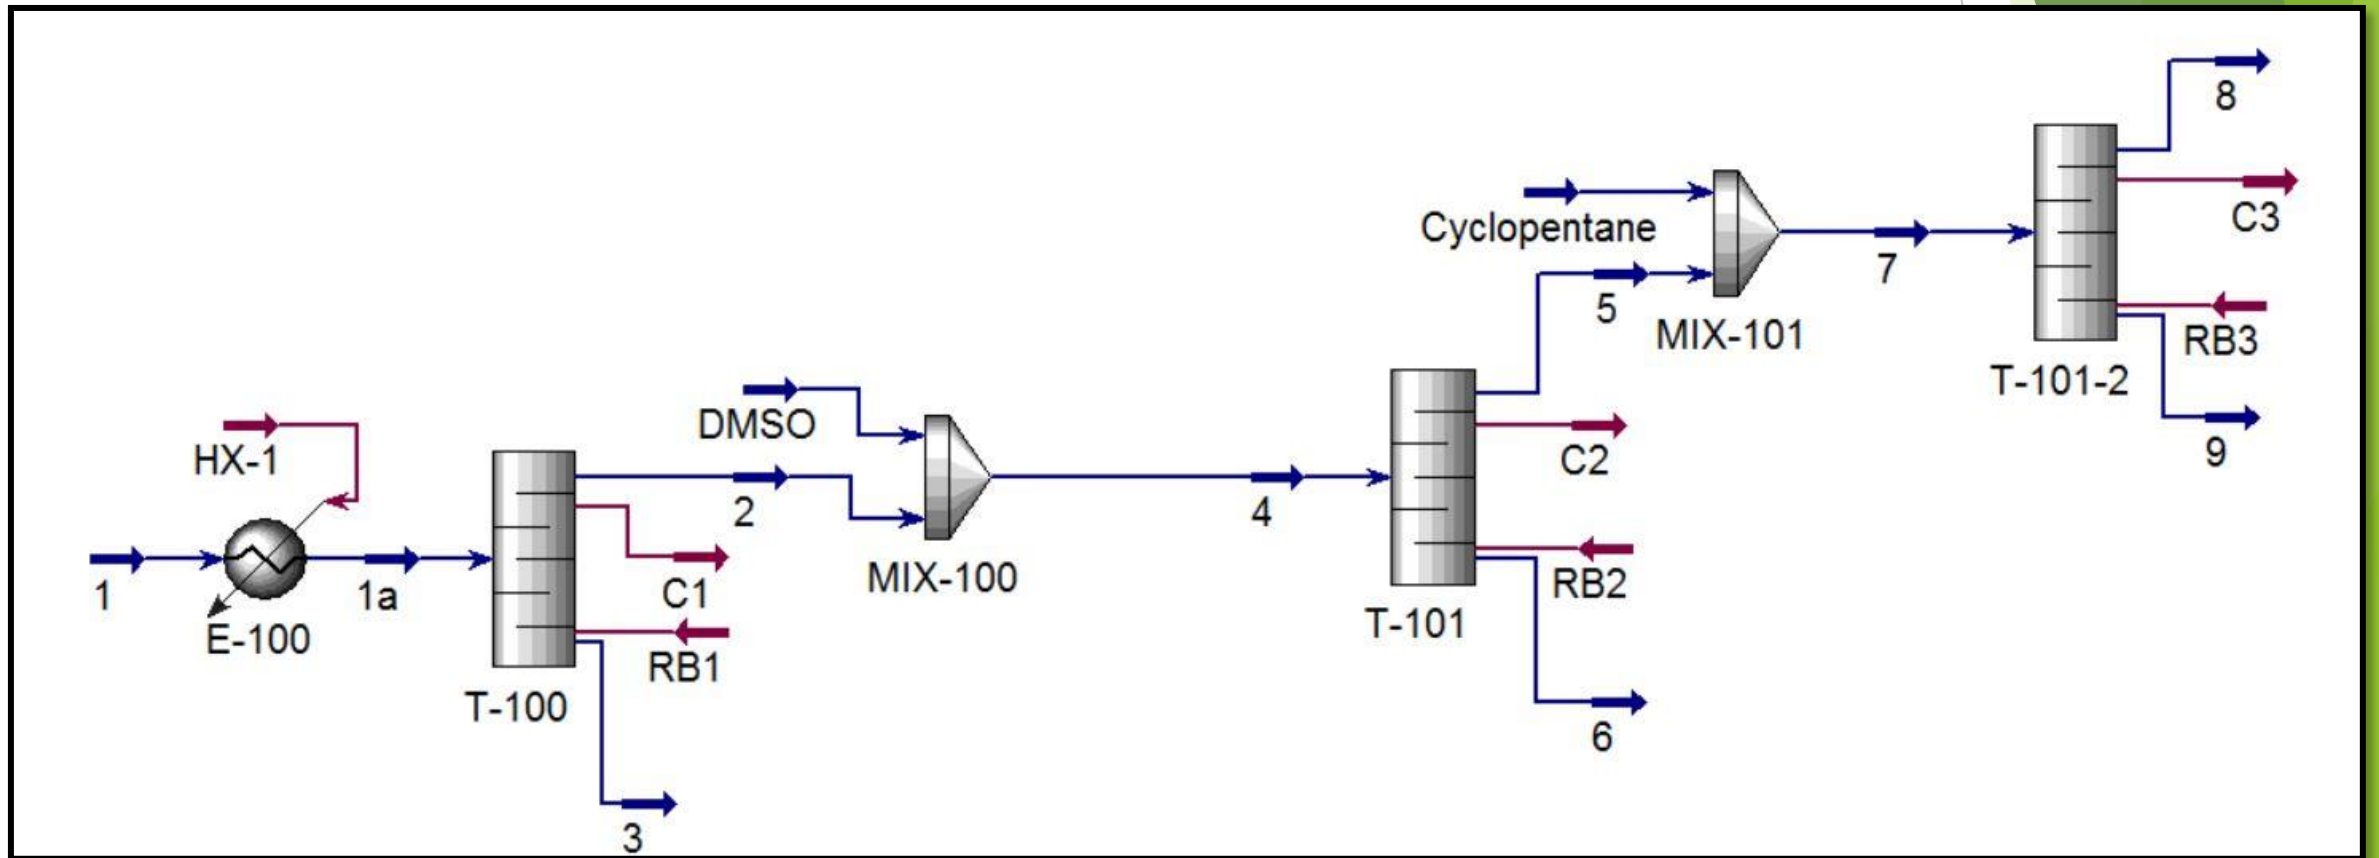 8
C3
Cyclopentane
7
5
MIX-101
RB3
T-101-2
9
DMSO
HX-1
C2
2
4
MIX-100
RB2
1
1a
C1
T-101
E-100
RB1
T-100
6
3